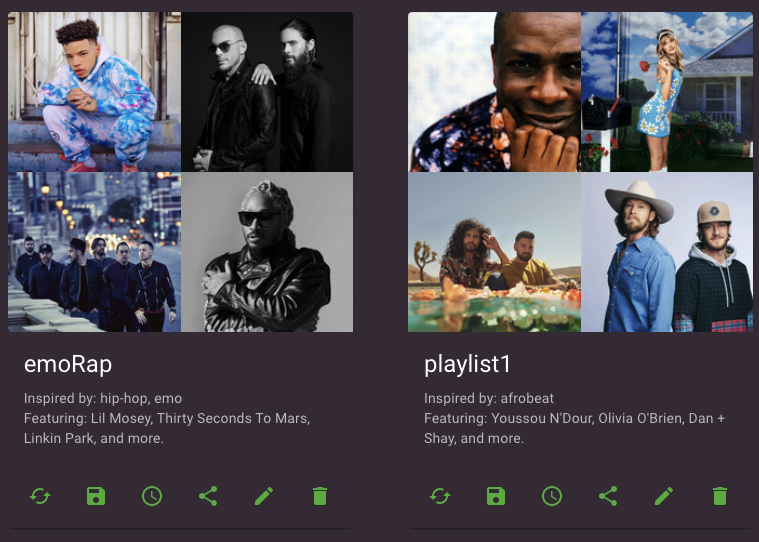 emoRap
Inspired by: hip-hop, emo
Featuring: Lil Mosey, Thirty Seconds To Mars,
Linkin Park, and more.
playlist1
Inspired by: afrobeat
Featuring: Youssou N'Dour, Olivia O'Brien, Dan +
Shay, and more.